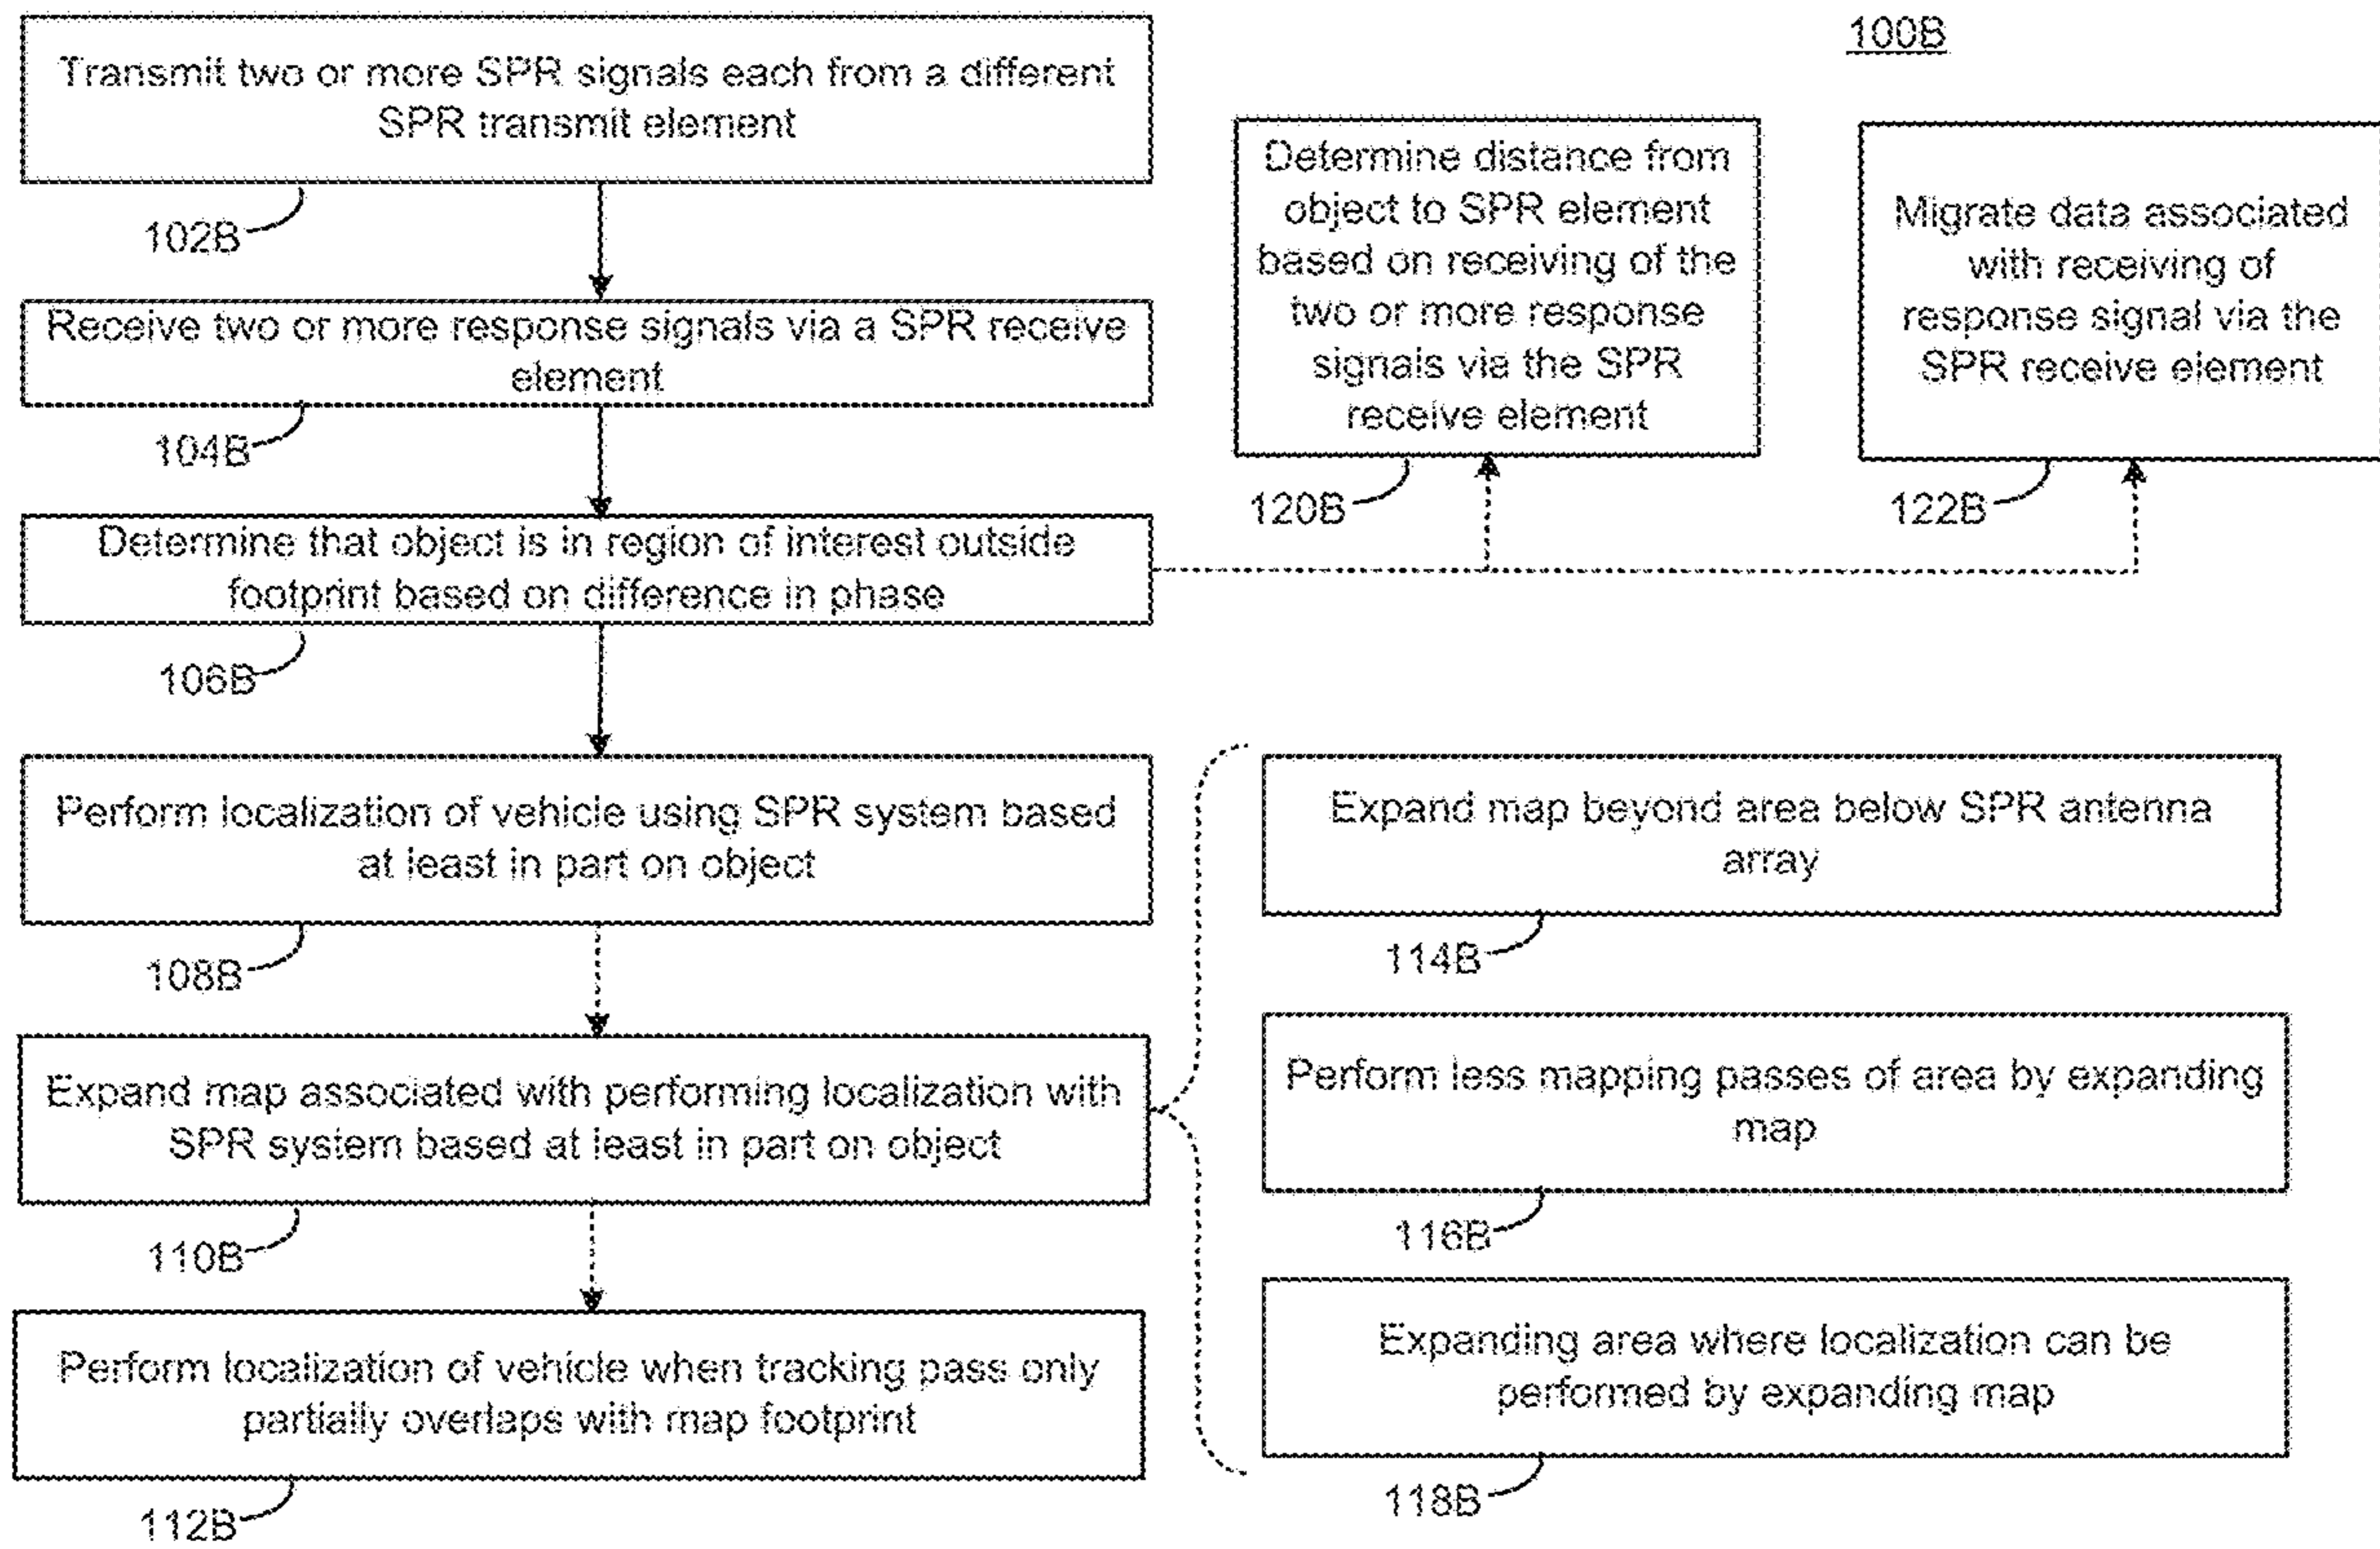 100B
Transmit two or more SPR signals each from a different
SPR transmit element
102B
Receive two or more response signals via a SPR receive
element
104B
Determine that object is in region of interest outside
footprint based on difference in phase
106B
Determine distance from
object to SPR element
based on receiving of the
two or more response
signals via the SPR
receive element
120B
Migrate data associated
with receiving of
response signal via the
SPR receive element
122B
Perform localization of vehicle using SPR system based
at least in part on object
108B
Expand map associated with performing localization with
SPR system based at least in part on object
110B
Perform localization of vehicle when tracking pass only
partially overlaps with map footprint
112B
Expand map beyond area below SPR antenna
array
114B
Perform less mapping passes of area by expanding
map
116B
Expanding area where localization can be
performed by expanding map
118B